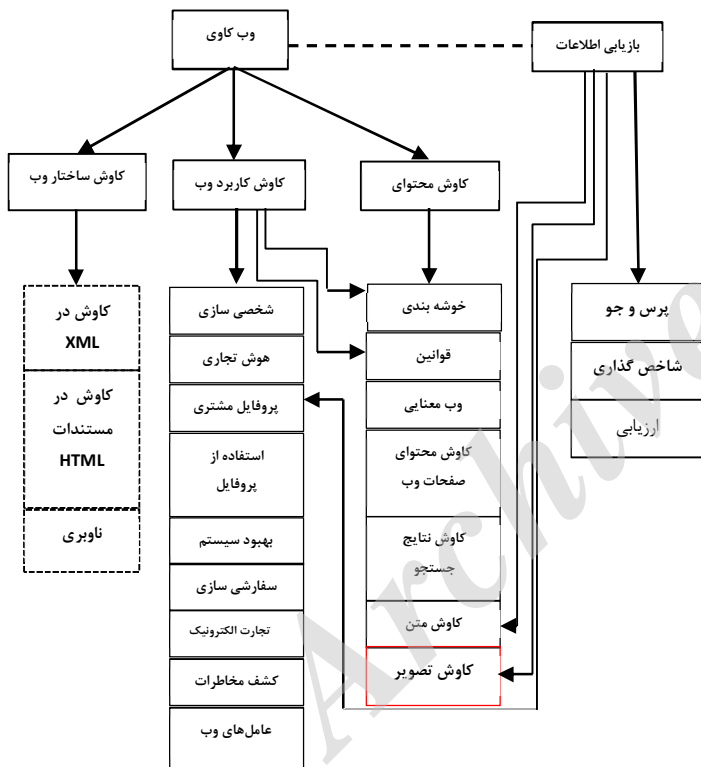 وب کاوی
بازیابی اطلاعات
کاوش ساختار وب
کاوش کاربرد وب
کاوش محتوای
کاوش در
XML
کاوش در
مستندات
HTML
ناوبری
شخصی سازی
هوش تجاری
پروفایل مشتری
استفاده از
پروفایل
بهبود سیستم
سفارشی سازی
تجارت الکترونیک
کشف مخاطرات
عامل‌های وب
خوشه بندی
قوانین
وب معنایی
کاوش محتوای
صفحات وب
کاوش نتایج
جستجو
کاوش متن
کاوش تصویر
پرس و جو
شاخص گذاری
ارزیابی
Archive